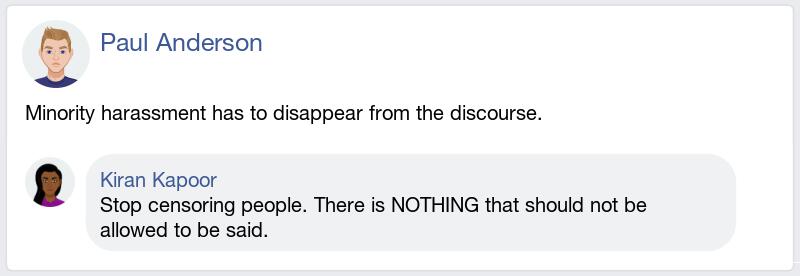 Paul Anderson
Minority harassment has to disappear from the discourse.
Kiran Kapoor
Stop censoring people. There is NOTHING that should not be
allowed to be said.